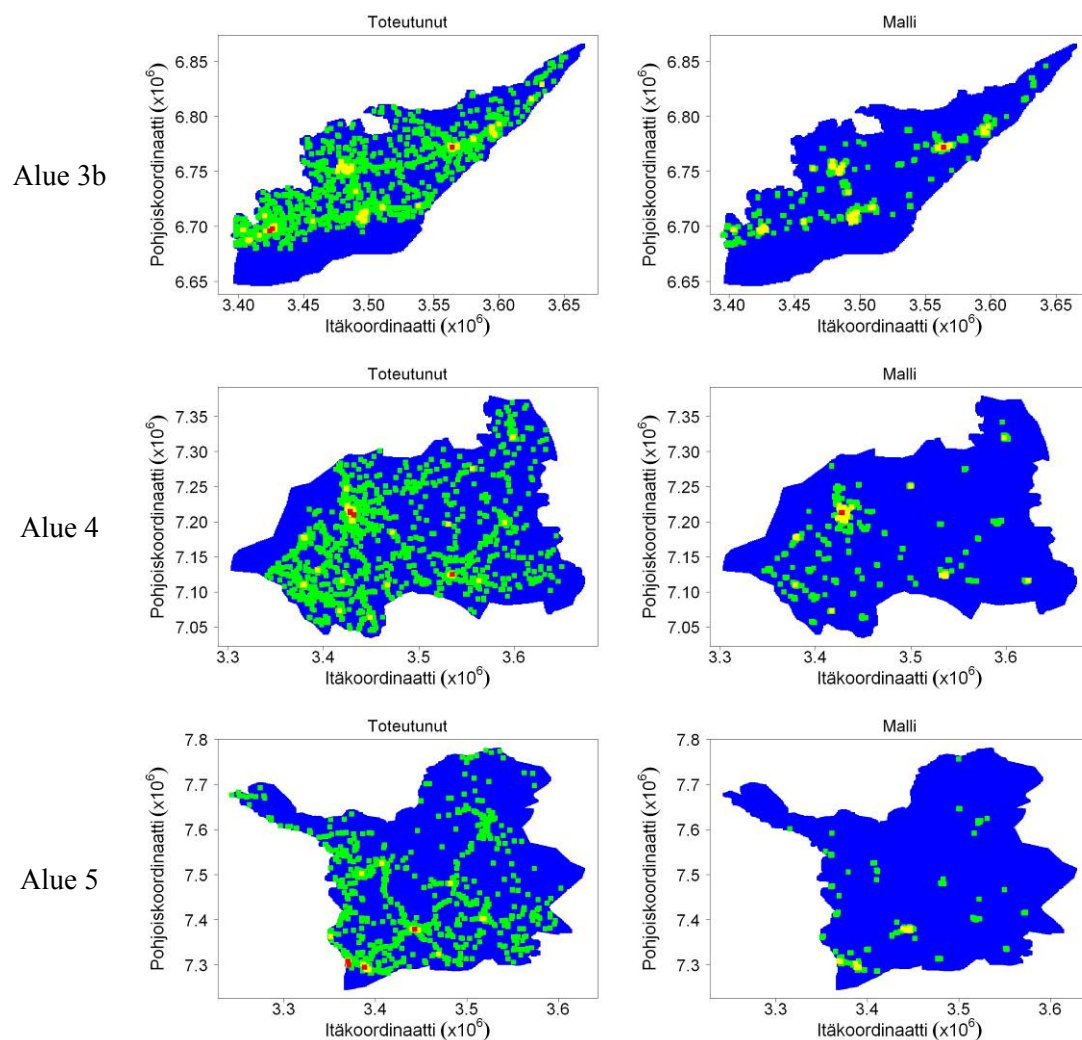 Toteutunut
Malli
Alue 3b
Pohjoiskoordinaatti (x10⁶)
6.85
6.80
6.75
6.70
6.65
3.40 3.45 3.50 3.55 3.60 3.65
Itäkoordinaatti (x10⁶)
Pohjoiskoordinaatti (x10⁶)
6.85
6.80
6.75
6.70
6.65
3.40 3.45 3.50 3.55 3.60 3.65
Itäkoordinaatti (x10⁶)
Toteutunut
Malli
Alue 4
Pohjoiskoordinaatti (x10⁶)
7.35
7.30
7.25
7.20
7.15
7.10
7.05
3.3 3.4 3.5 3.6
Itäkoordinaatti (x10⁶)
Pohjoiskoordinaatti (x10⁶)
7.35
7.30
7.25
7.20
7.15
7.10
7.05
3.3 3.4 3.5 3.6
Itäkoordinaatti (x10⁶)
Toteutunut
Malli
Alue 5
Pohjoiskoordinaatti (x10⁶)
7.8
7.7
7.6
7.5
7.4
7.3
3.3 3.4 3.5 3.6
Itäkoordinaatti (x10⁶)
Pohjoiskoordinaatti (x10⁶)
7.8
7.7
7.6
7.5
7.4
7.3
3.3 3.4 3.5 3.6
Itäkoordinaatti (x10⁶)